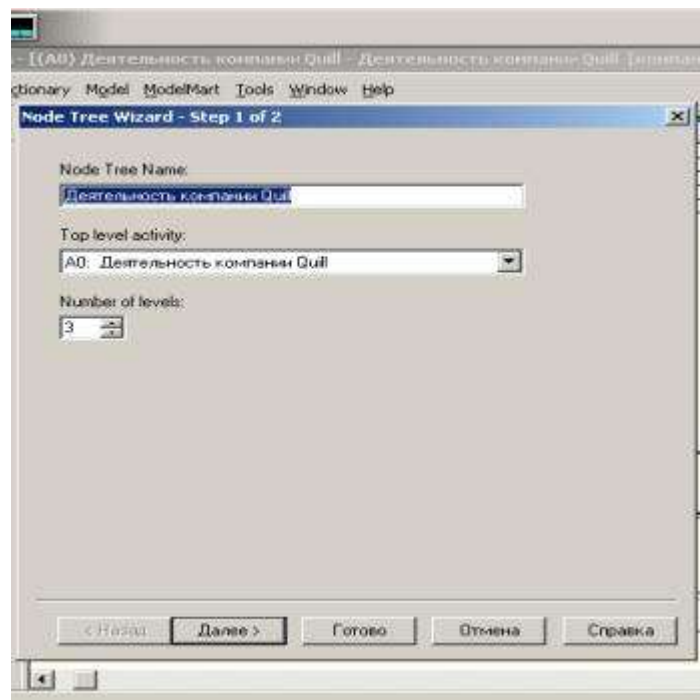 - [(A0) Деятельность компании Quill - Деятельность компании Quill
ctionary Model ModelMart Tools Window Help
Node Tree Wizard - Step 1 of 2
Node Tree Name:
Деятельность компании Quill
Top level activity:
A0: Деятельность компании Quill
Number of levels:
3
< Назад Далее > Готово Отмена Справка